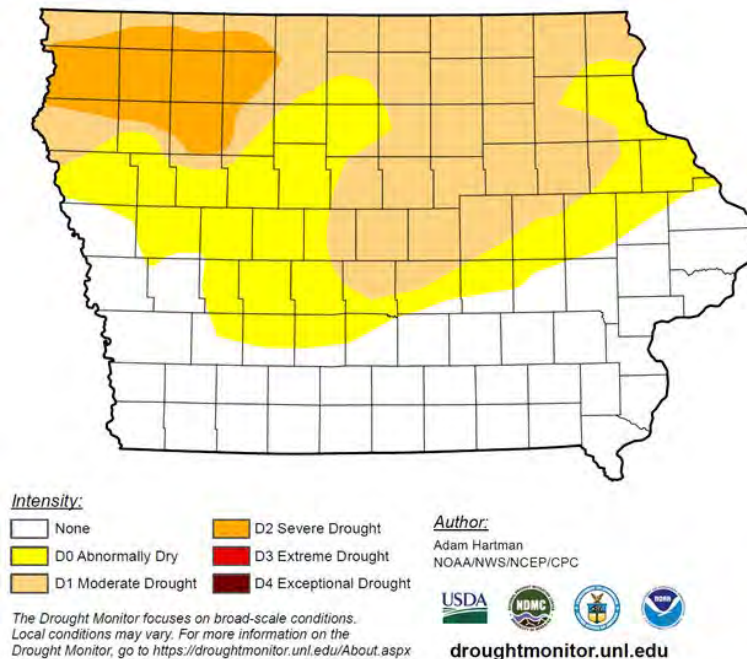 Intensity:
None
D0 Abnormally Dry
D1 Moderate Drought
D2 Severe Drought
D3 Extreme Drought
D4 Exceptional Drought
Author:
Adam Hartman
NOAA/NWS/NCEP/CPC
The Drought Monitor focuses on broad-scale conditions.
Local conditions may vary. For more information on the
Drought Monitor, go to https://droughtmonitor.unl.edu/About.aspx
USDA
NDMC
NOAA
droughtmonitor.unl.edu